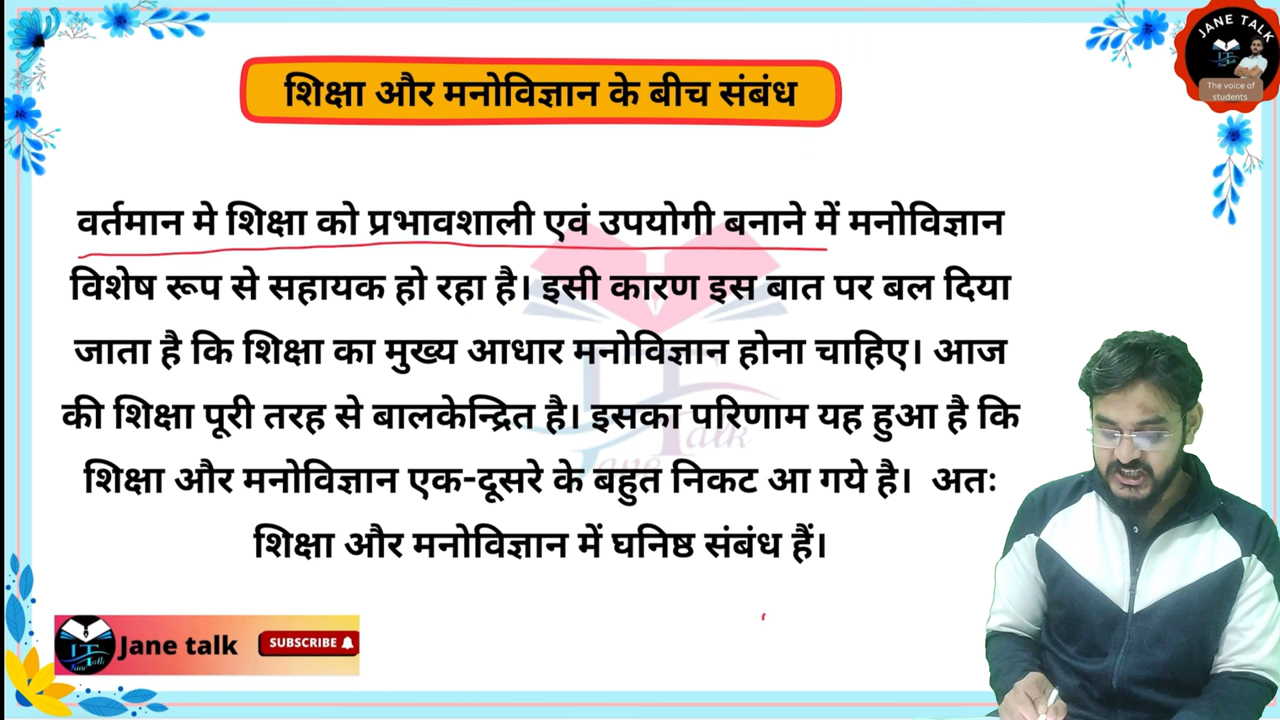 JANE TALK
The voice of
students
शिक्षा और मनोविज्ञान के बीच संबंध
वर्तमान मे शिक्षा को प्रभावशाली एवं उपयोगी बनाने में मनोविज्ञान
विशेष रूप से सहायक हो रहा है। इसी कारण इस बात पर बल दिया
जाता है कि शिक्षा का मुख्य आधार मनोविज्ञान होना चाहिए। आज
की शिक्षा पूरी तरह से बालकेन्द्रित है। इसका परिणाम यह हुआ है कि
शिक्षा और मनोविज्ञान एक-दूसरे के बहुत निकट आ गये है। अतः
शिक्षा और मनोविज्ञान में घनिष्ठ संबंध हैं।
Jane talk
SUBSCRIBE